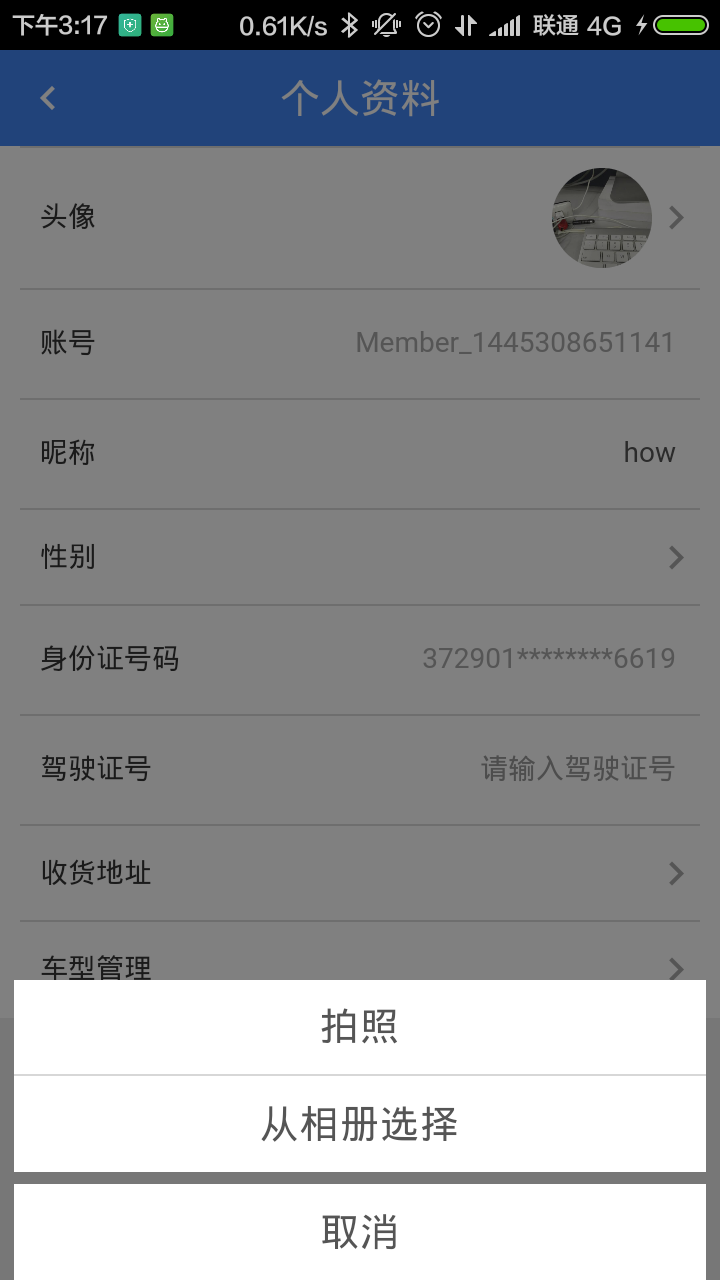 下午3:17 0.61K/s 联通 4G
个人资料
头像
账号 Member_1445308651141
昵称 how
性别
身份证号码 372901********6619
驾驶证号 请输入驾驶证号
收货地址
车型管理
拍照
从相册选择
取消